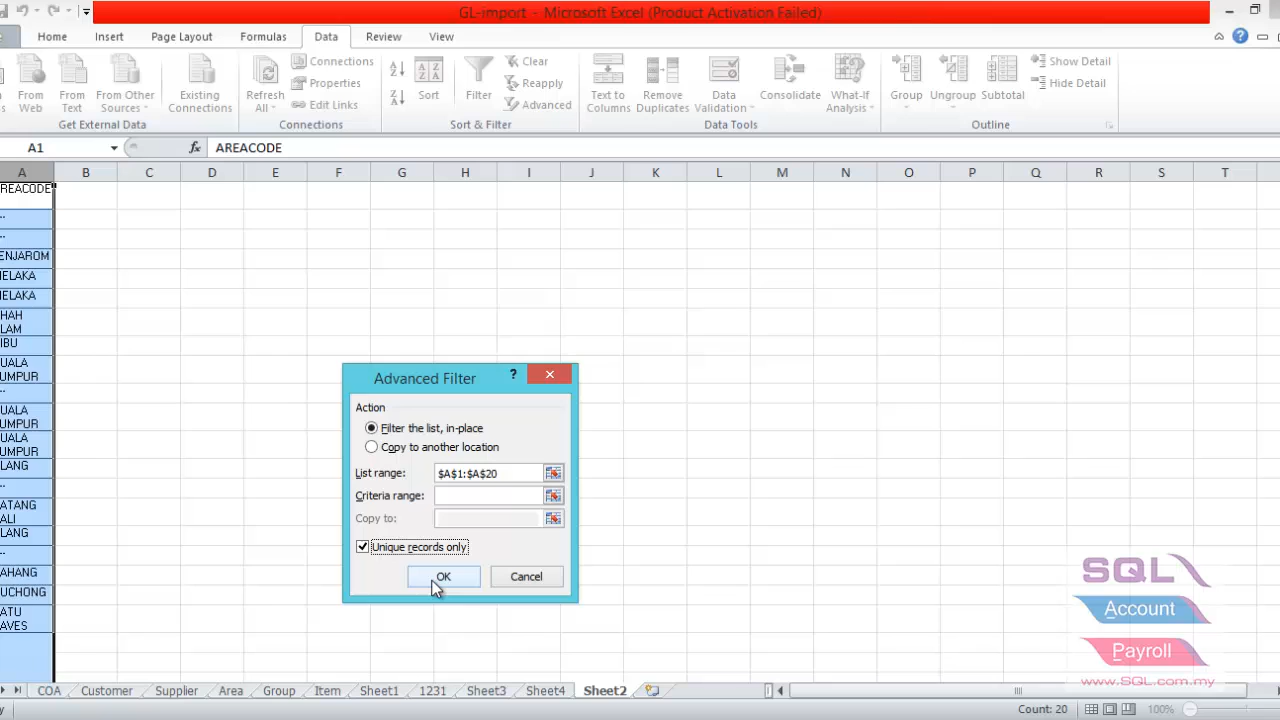 GL-import - Microsoft Excel (Product Activation Failed)
Home Insert Page Layout Formulas Data Review View
From Web
From Text
From Other Sources
Existing Connections
Get External Data
Refresh All
Connections
Properties
Edit Links
Connections
Sort
Filter
Clear
Reapply
Advanced
Sort & Filter
Text to Columns
Remove Duplicates
Data Validation
Consolidate
What-If Analysis
Data Tools
Group
Ungroup
Subtotal
Show Detail
Hide Detail
Outline
A1 fx AREACODE
A B C D E F G H I J K L M N O P Q R S T
REACODE
--
--
ENJAROM
ELAKA
ELAKA
HAH
LAM
IBU
UALA
UMPUR
--
UALA
UMPUR
UALA
UMPUR
LANG
--
ATANG
ALI
LANG
--
AHANG
UCHONG
ATU
AVES
Advanced Filter ?
Action
Filter the list, in-place
Copy to another location
List range: $A$1:$A$20
Criteria range:
Copy to:
Unique records only
OK Cancel
SQL
Account
Payroll
www.SQL.com.my
COA Customer Supplier Area Group Item Sheet1 1231 Sheet3 Sheet4 Sheet2
y Count: 20 100%